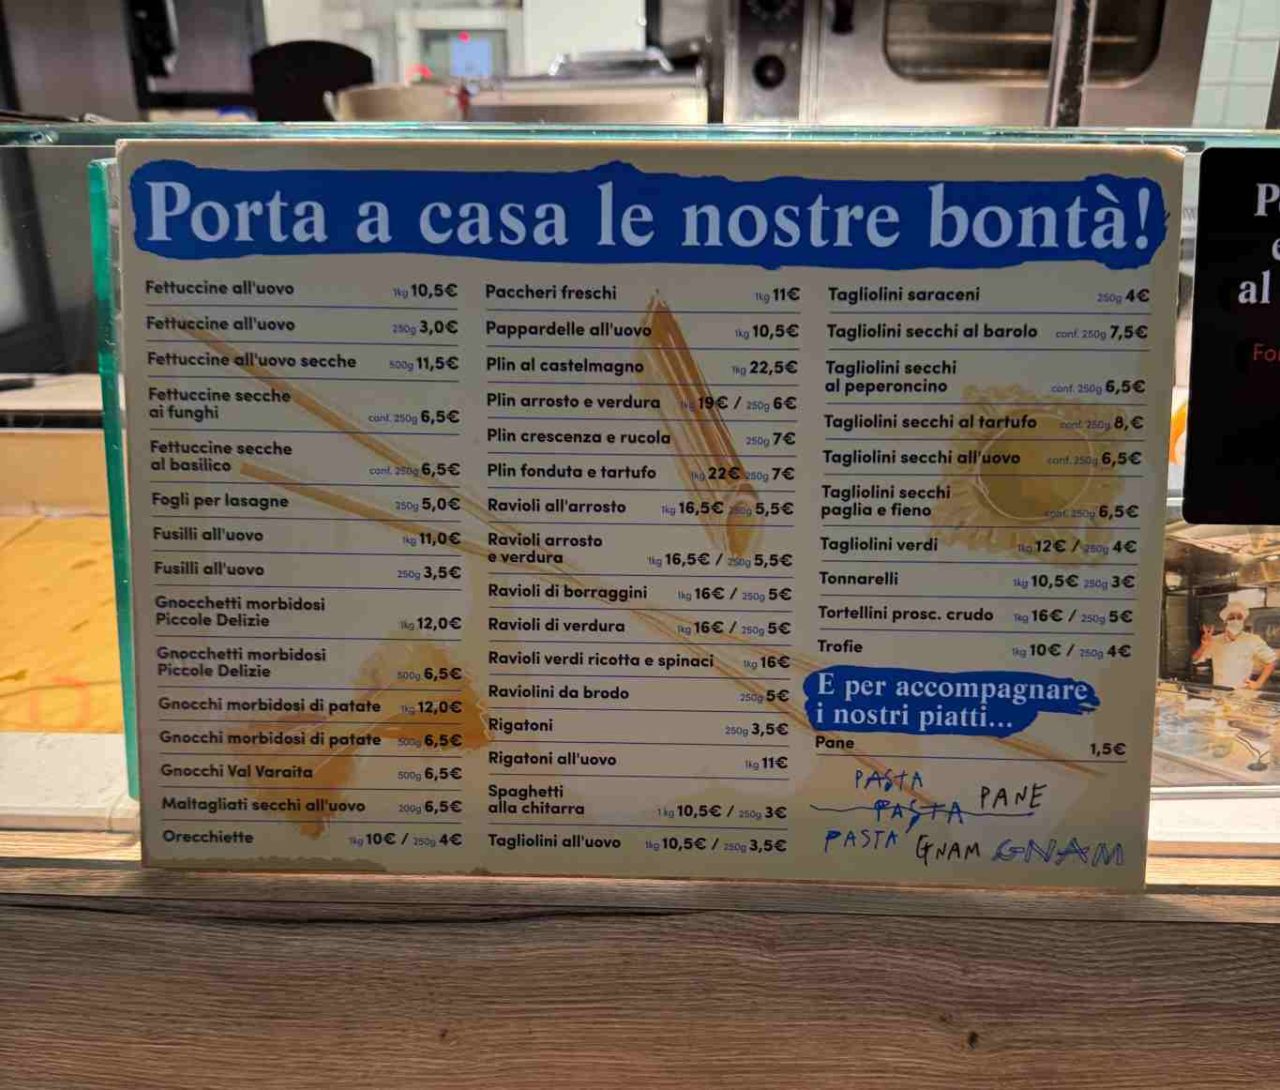 Porta a casa le nostre bontà!
Fettuccine all'uovo 1kg 10,5€
Fettuccine all'uovo 250g 3,0€
Fettuccine all'uovo secche 500g 11,5€
Fettuccine secche
ai funghi conf. 250g 6,5€
Fettuccine secche
al basilico conf. 250g 6,5€
Fogli per lasagne 250g 5,0€
Fusilli all'uovo 1kg 11,0€
Fusilli all'uovo 250g 3,5€
Gnocchetti morbidosi
Piccole Delizie 1kg 12,0€
Gnocchetti morbidosi
Piccole Delizie 500g 6,5€
Gnocchi morbidosi di patate 1kg 12,0€
Gnocchi morbidosi di patate 500g 6,5€
Gnocchi Val Varaita 500g 6,5€
Maltagliati secchi all'uovo 200g 6,5€
Orecchiette 1kg 10€ / 250g 4€
Paccheri freschi 1kg 11€
Pappardelle all'uovo 1kg 10,5€
Plin al castelmagno 1kg 22,5€
Plin arrosto e verdura 1kg 19€ / 250g 6€
Plin crescenza e rucola 250g 7€
Plin fonduta e tartufo 1kg 22€ 250g 7€
Ravioli all'arrosto 1kg 16,5€ 250g 5,5€
Ravioli arrosto
e verdura 1kg 16,5€ / 250g 5,5€
Ravioli di borraggini 1kg 16€ / 250g 5€
Ravioli di verdura 1kg 16€ / 250g 5€
Ravioli verdi ricotta e spinaci 1kg 16€
Raviolini da brodo 250g 5€
Rigatoni 250g 3,5€
Rigatoni all'uovo 1kg 11€
Spaghetti
alla chitarra 1 kg 10,5€ / 250g 3€
Tagliolini all'uovo 1kg 10,5€ / 250g 3,5€
Tagliolini saraceni 250g 4€
Tagliolini secchi al barolo conf. 250g 7,5€
Tagliolini secchi
al peperoncino conf. 250g 6,5€
Tagliolini secchi al tartufo conf. 250g 8,€
Tagliolini secchi all'uovo conf. 250g 6,5€
Tagliolini secchi
paglia e fieno conf. 250g 6,5€
Tagliolini verdi 1kg 12€ / 250g 4€
Tonnarelli 1kg 10,5€ 250g 3€
Tortellini prosc. crudo 1kg 16€ / 250g 5€
Trofie 1kg 10€ / 250g 4€
E per accompagnare
i nostri piatti...
Pane 1,5€
PASTA
PASTA PANE
PASTA GNAM GNAM
al